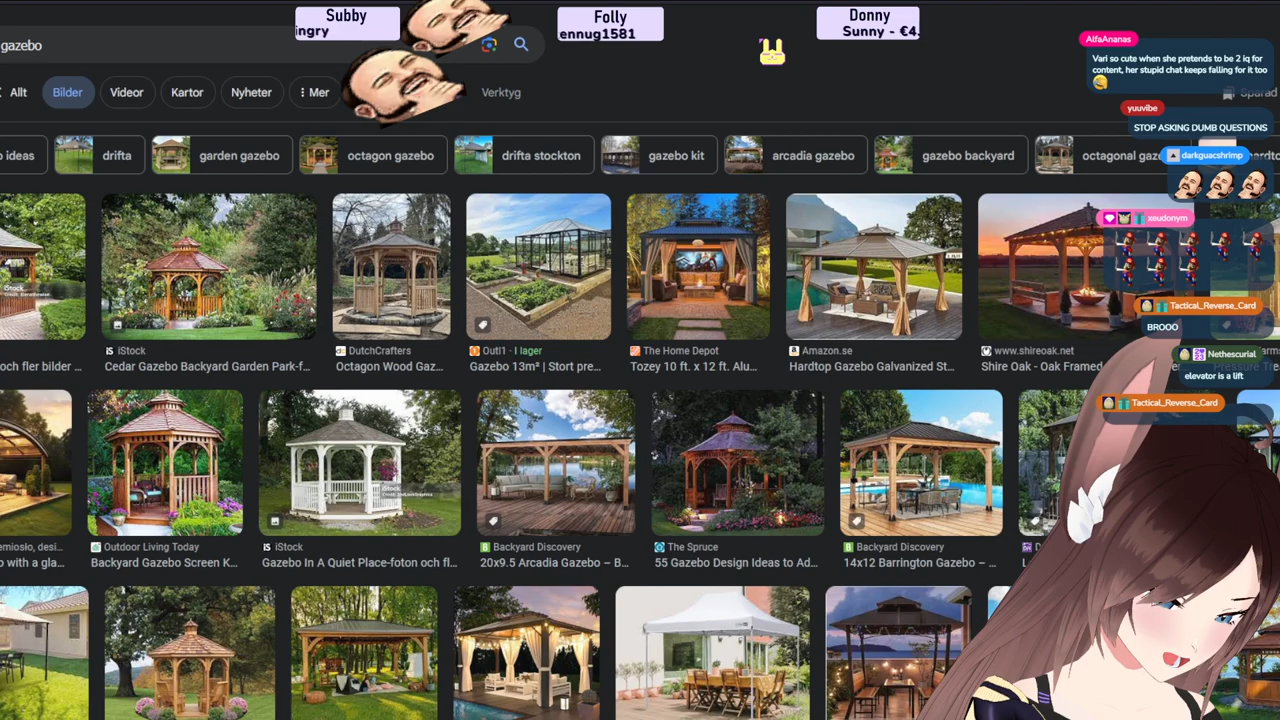 Subby
ingry
Folly
ennug1581
Donny
Sunny - €4.
gazebo
Allt
Bilder
Videor
Kartor
Nyheter
Mer
Verktyg
Sparad
AlfaAnanas
Vari so cute when she pretends to be 2 iq for
content, her stupid chat keeps falling for it too
yuuvibe
STOP ASKING DUMB QUESTIONS
darkguacshrimp
xeudonym
Tactical_Reverse_Card
BROOO
Nethescurial
elevator is a lift
Tactical_Reverse_Card
o ideas
drifta
garden gazebo
octagon gazebo
drifta stockton
gazebo kit
arcadia gazebo
gazebo backyard
octagonal gaz
och fler bilder ...
iStock
Cedar Gazebo Backyard Garden Park-f...
DutchCrafters
Octagon Wood Gaz...
Outl1 · I lager
Gazebo 13m² | Stort pre...
The Home Depot
Tozey 10 ft. x 12 ft. Alu...
Amazon.se
Hardtop Gazebo Galvanized St...
www.shireoak.net
Shire Oak - Oak Framed
emiosło, desi...
o with a gla...
Outdoor Living Today
Backyard Gazebo Screen K...
iStock
Gazebo In A Quiet Place-foton och fl...
Backyard Discovery
20x9.5 Arcadia Gazebo – B...
The Spruce
55 Gazebo Design Ideas to Ad...
Backyard Discovery
14x12 Barrington Gazebo – ...